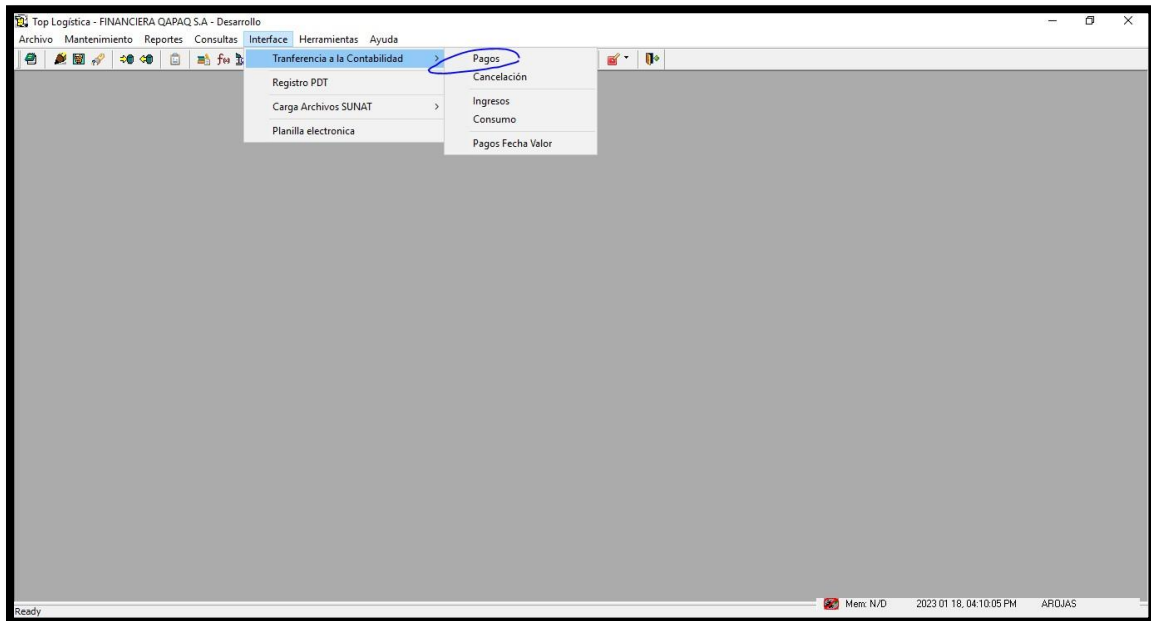 Top Logística - FINANCIERA QAPAQ S.A - Desarrollo
Archivo Mantenimiento Reportes Consultas Interface Herramientas Ayuda
Tranferencia a la Contabilidad
Registro PDT
Carga Archivos SUNAT
Planilla electronica
Pagos
Cancelación
Ingresos
Consumo
Pagos Fecha Valor
Ready
Mem: N/D 2023 01 18, 04:10:05 PM AROJAS